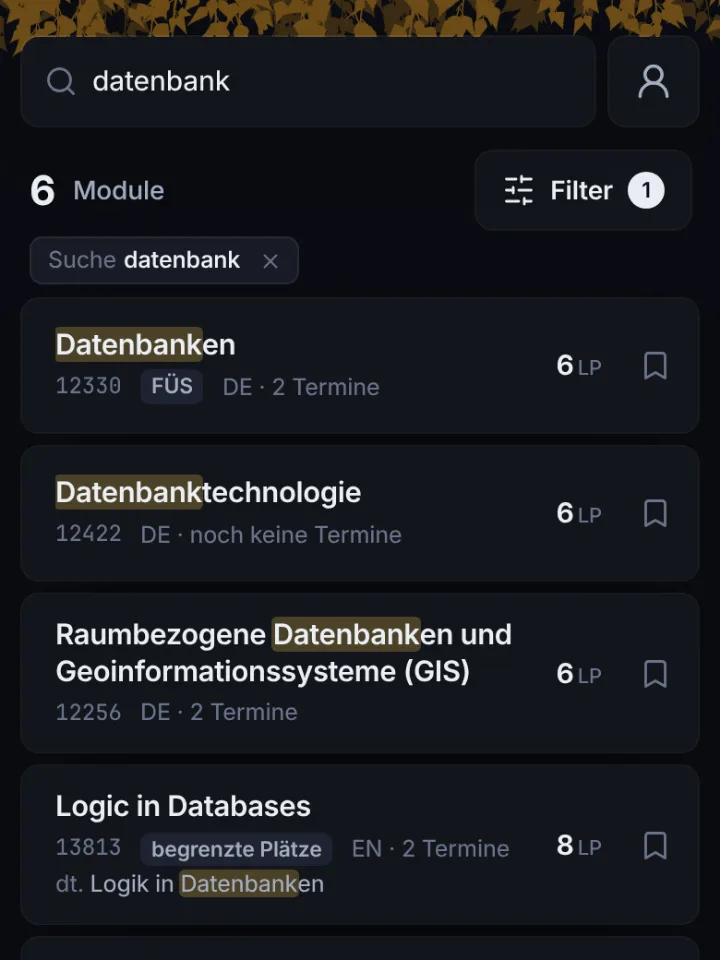 datenbank
6 Module
Filter 1
Suche datenbank
Datenbanken
12330 FÜS DE · 2 Termine
6 LP
Datenbanktechnologie
12422 DE · noch keine Termine
6 LP
Raumbezogene Datenbanken und
Geoinformationssysteme (GIS)
12256 DE · 2 Termine
6 LP
Logic in Databases
13813 begrenzte Plätze EN · 2 Termine
dt. Logik in Datenbanken
8 LP